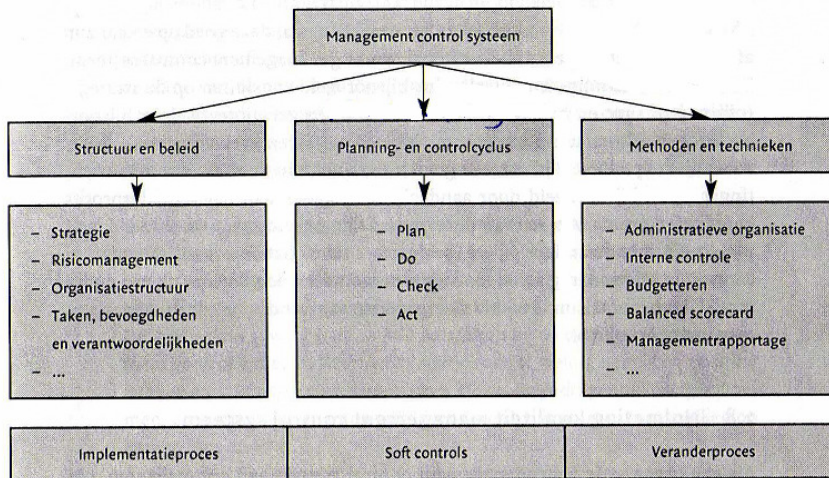 Management control systeem
Structuur en beleid
Planning- en controlcyclus
Methoden en technieken
– Strategie
– Risicomanagement
– Organisatiestructuur
– Taken, bevoegdheden
en verantwoordelijkheden
– ...
– Plan
– Do
– Check
– Act
– Administratieve organisatie
– Interne controle
– Budgetteren
– Balanced scorecard
– Managementrapportage
– ...
Implementatieproces
Soft controls
Veranderproces